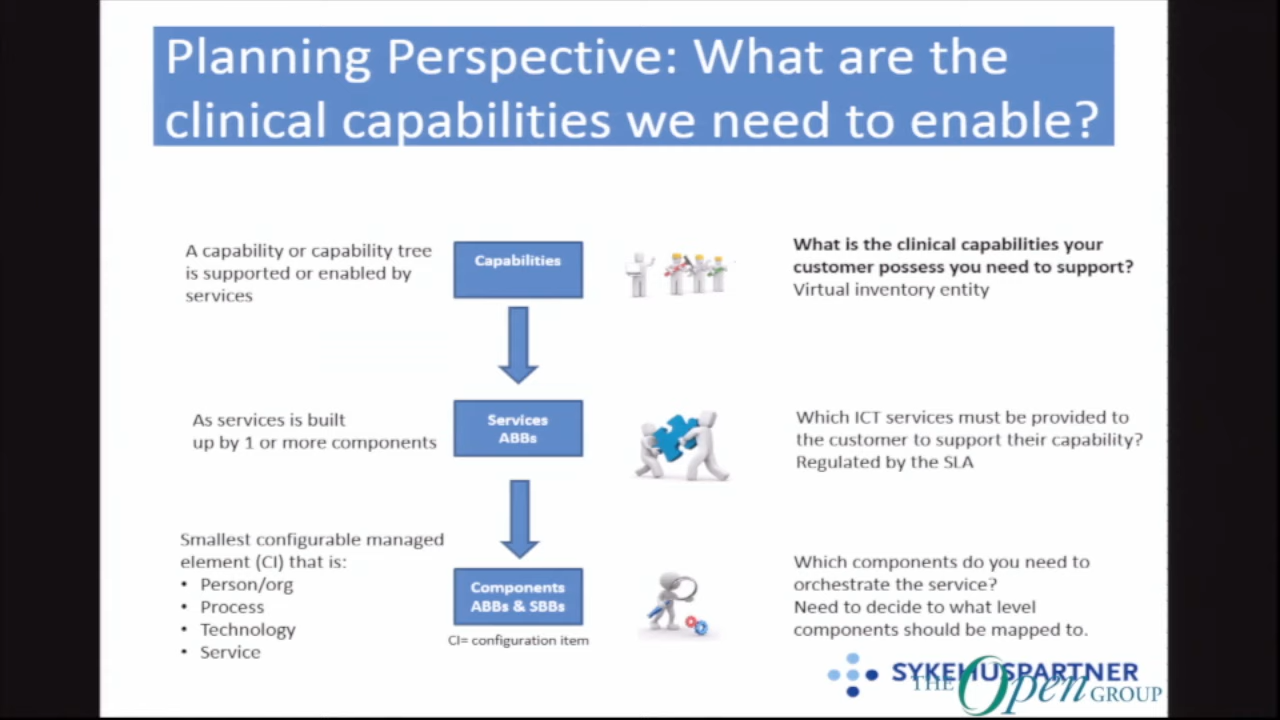 Planning Perspective: What are the
clinical capabilities we need to enable?
A capability or capability tree
is supported or enabled by
services
Capabilities
What is the clinical capabilities your
customer possess you need to support?
Virtual inventory entity
As services is built
up by 1 or more components
Services
ABBs
Which ICT services must be provided to
the customer to support their capability?
Regulated by the SLA
Smallest configurable managed
element (CI) that is:
• Person/org
• Process
• Technology
• Service
Components
ABBs & SBBs
CI= configuration item
Which components do you need to
orchestrate the service?
Need to decide to what level
components should be mapped to.
SYKEHUSPARTNER
THE Open GROUP